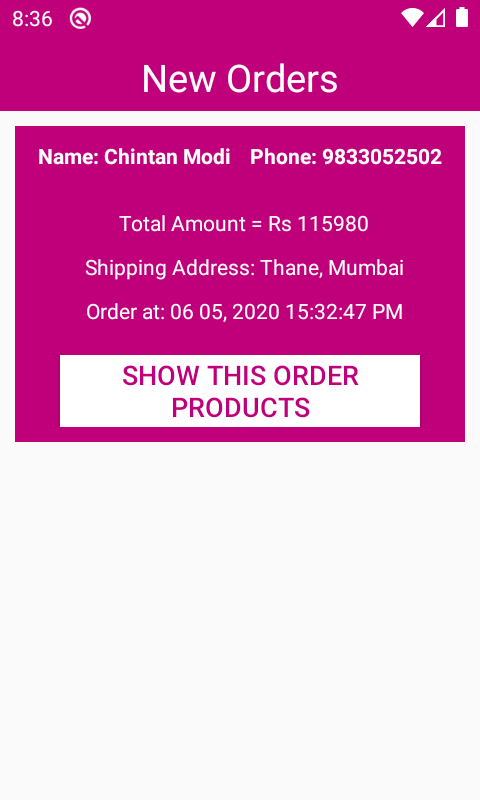 8:36
New Orders
Name: Chintan Modi Phone: 9833052502
Total Amount = Rs 115980
Shipping Address: Thane, Mumbai
Order at: 06 05, 2020 15:32:47 PM
SHOW THIS ORDER
PRODUCTS